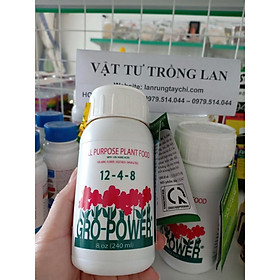 VẬT TƯ TRỒNG LAN
Website: lanrungtaychi.com
0979.514.044 - 0979.514.044
ALL PURPOSE PLANT FOOD
12-4-8
GRO-POWER
8 oz (240 ml)